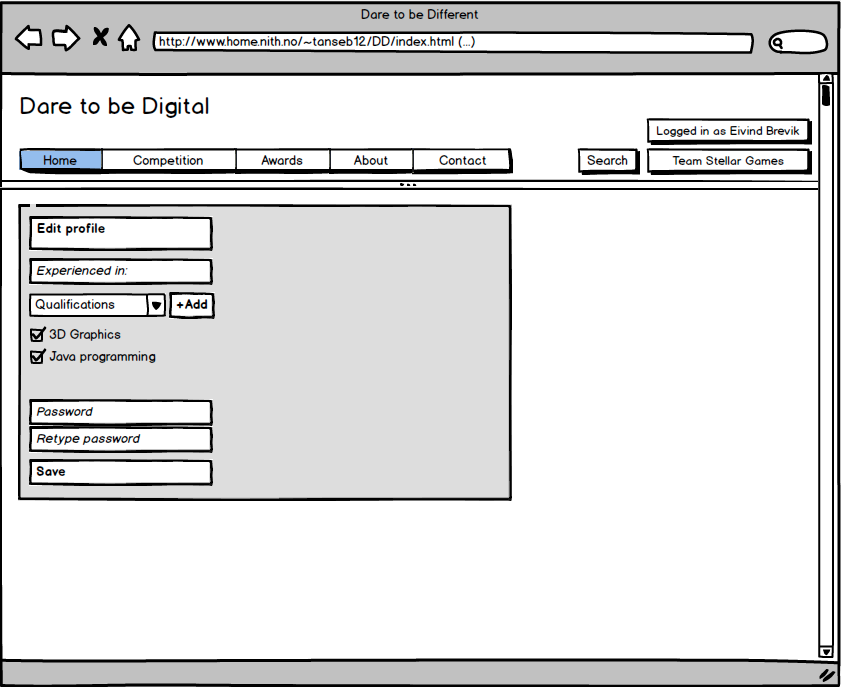 Dare to be Different
http://www.home.nith.no/~tanseb12/DD/index.html (...)
Dare to be Digital
Logged in as Eivind Brevik
Home Competition Awards About Contact Search Team Stellar Games
Edit profile
Experienced in:
Qualifications +Add
3D Graphics
Java programming
Password
Retype password
Save